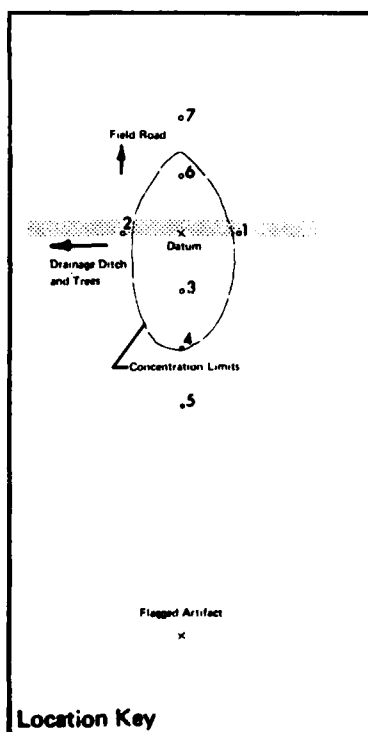 7
Field Road
6
2
1
Datum
Drainage Ditch
and Trees
3
4
Concentration Limits
5
Flagged Artifact
Location Key